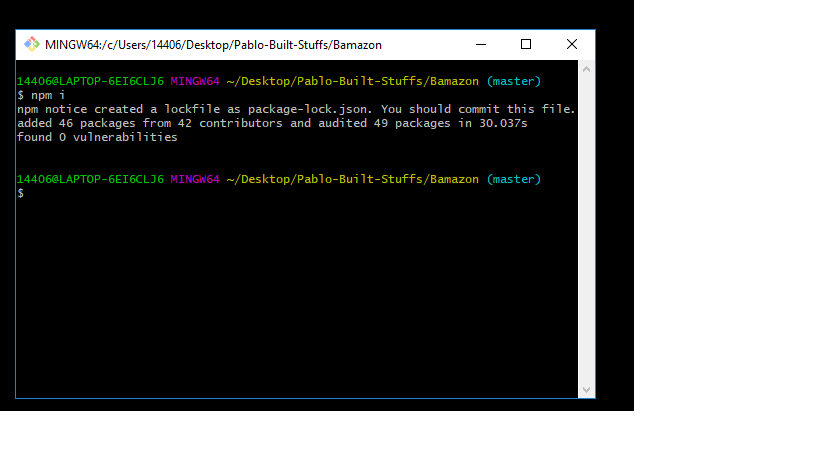 MINGW64:/c/Users/14406/Desktop/Pablo-Built-Stuffs/Bamazon
14406@LAPTOP-6EI6CLJ6 MINGW64 ~/Desktop/Pablo-Built-Stuffs/Bamazon (master)
$ npm i
npm notice created a lockfile as package-lock.json. You should commit this file.
added 46 packages from 42 contributors and audited 49 packages in 30.037s
found 0 vulnerabilities
14406@LAPTOP-6EI6CLJ6 MINGW64 ~/Desktop/Pablo-Built-Stuffs/Bamazon (master)
$